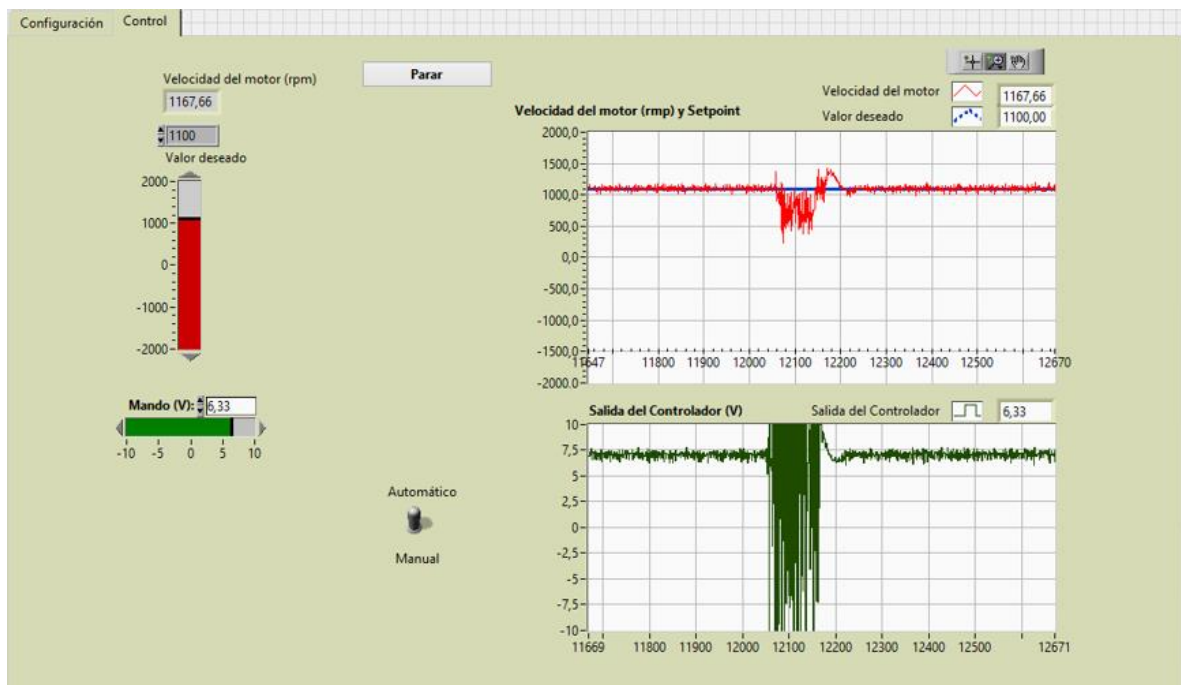 Configuración Control
Velocidad del motor (rpm)
1167,66
1100
Valor deseado
2000
1000
0
-1000
-2000
Mando (V): 6,33
-10 -5 0 5 10
Parar
Automático
Manual
Velocidad del motor 1167,66
Velocidad del motor (rmp) y Setpoint
Valor deseado 1100,00
2000,0
1500,0
1000,0
500,0
0,0
-500,0
-1000,0
-1500,0
-2000.0
11647 11800 11900 12000 12100 12200 12300 12400 12500 12670
Salida del Controlador (V) Salida del Controlador 6,33
10
7,5
5
2,5
0
-2,5
-5
-7,5
-10
11669 11800 11900 12000 12100 12200 12300 12400 12500 12671